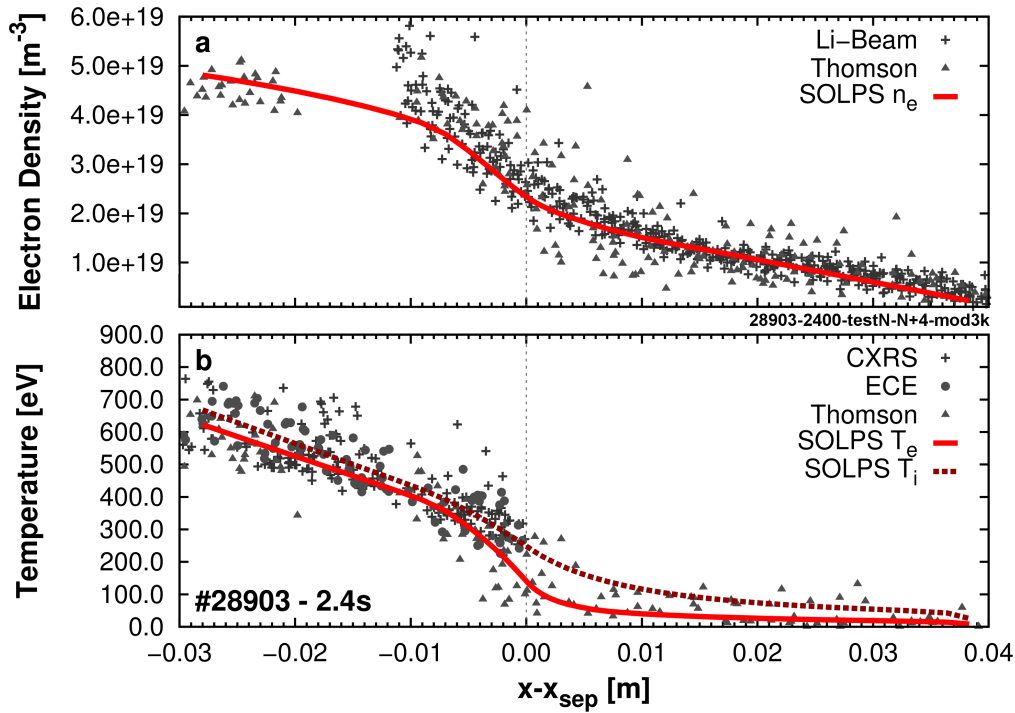 6.0e+19
5.0e+19
4.0e+19
3.0e+19
2.0e+19
1.0e+19
Electron Density [m⁻³]
a
Li−Beam
Thomson
SOLPS nₑ
28903-2400-testN-N+4-mod3k
900.0
800.0
700.0
600.0
500.0
400.0
300.0
200.0
100.0
0.0
Temperature [eV]
b
CXRS
ECE
Thomson
SOLPS Tₑ
SOLPS Tᵢ
#28903 - 2.4s
−0.03 −0.02 −0.01 0.00 0.01 0.02 0.03 0.04
x-xsep [m]